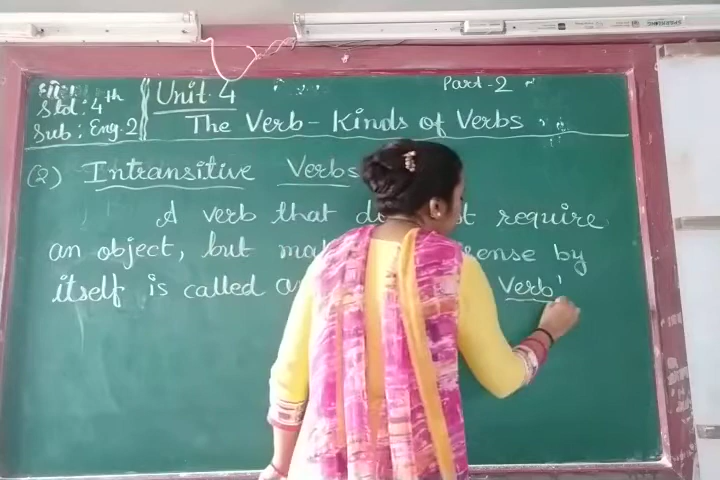 Std: 4th
Sub: Eng-2
Unit. 4
Part-2
The Verb - Kinds of Verbs
(2) Intransitive Verbs
A verb that require
an object, but by
itself is called Verb'